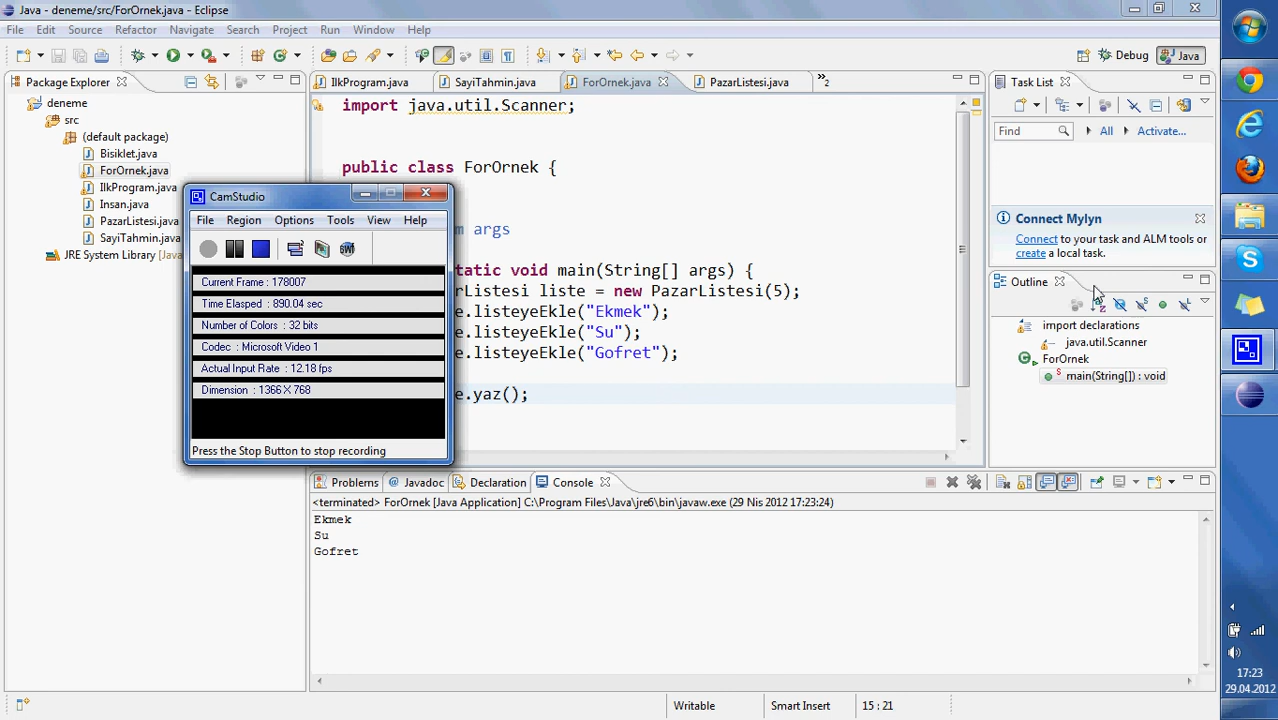 Java - deneme/src/ForOrnek.java - Eclipse
File Edit Source Refactor Navigate Search Project Run Window Help
Debug Java
Package Explorer
deneme
src
(default package)
Bisiklet.java
ForOrnek.java
IlkProgram.java
Insan.java
PazarListesi.java
SayiTahmin.java
JRE System Library (Java
IlkProgram.java SayiTahmin.java ForOrnek.java PazarListesi.java 2
import java.util.Scanner;
public class ForOrnek {
args
static void main(String[] args) {
Listesi liste = new PazarListesi(5);
e.listeyeEkle("Ekmek");
e.listeyeEkle("Su");
e.listeyeEkle("Gofret");
e.yaz();
CamStudio
File Region Options Tools View Help
SWF
Current Frame : 178007
Time Elasped : 890.04 sec
Number of Colors : 32 bits
Codec : Microsoft Video 1
Actual Input Rate : 12.18 fps
Dimension : 1366 X 768
Press the Stop Button to stop recording
Task List
Find All Activate...
Connect Mylyn
Connect to your task and ALM tools or
create a local task.
Outline
import declarations
java.util.Scanner
ForOrnek
main(String[]) : void
Problems Javadoc Declaration Console
<terminated> ForOrnek [Java Application] C:\Program Files\Java\jre6\bin\javaw.exe (29 Nis 2012 17:23:24)
Ekmek
Su
Gofret
Writable Smart Insert 15 : 21
17:23
29.04.2012